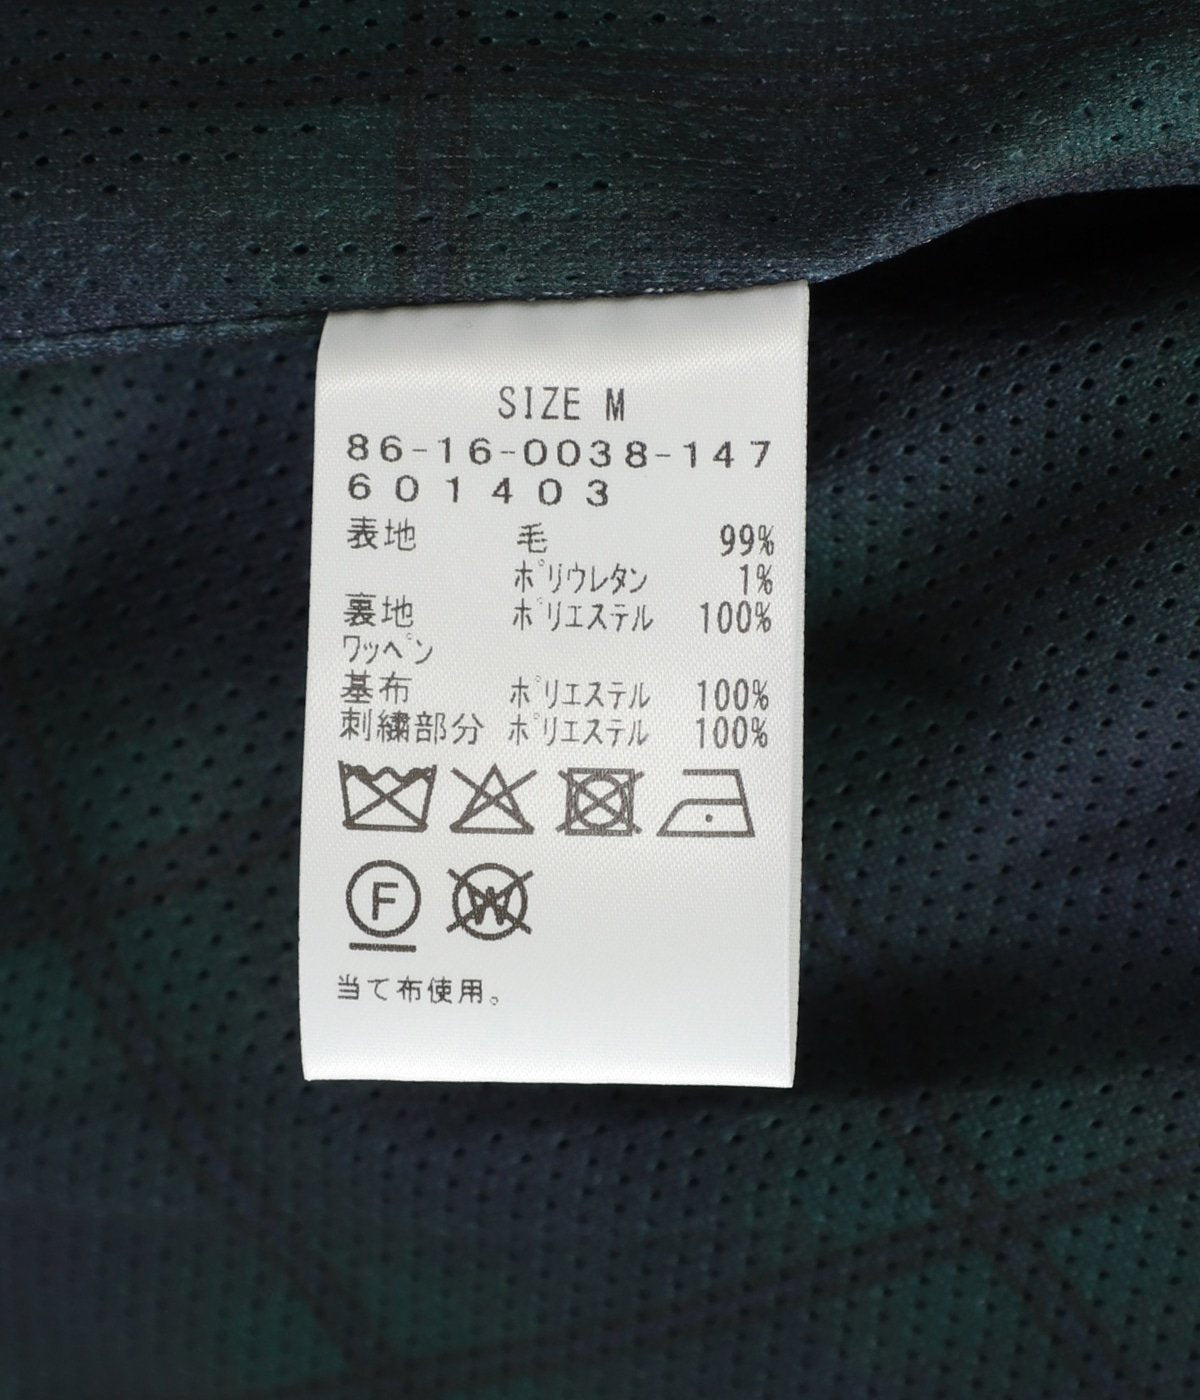 SIZE M
86-16-0038-147
601403
表地 毛 99%
ポリウレタン 1%
裏地 ポリエステル 100%
ワッペン
基布 ポリエステル 100%
刺繍部分 ポリエステル 100%
F W
当て布使用。